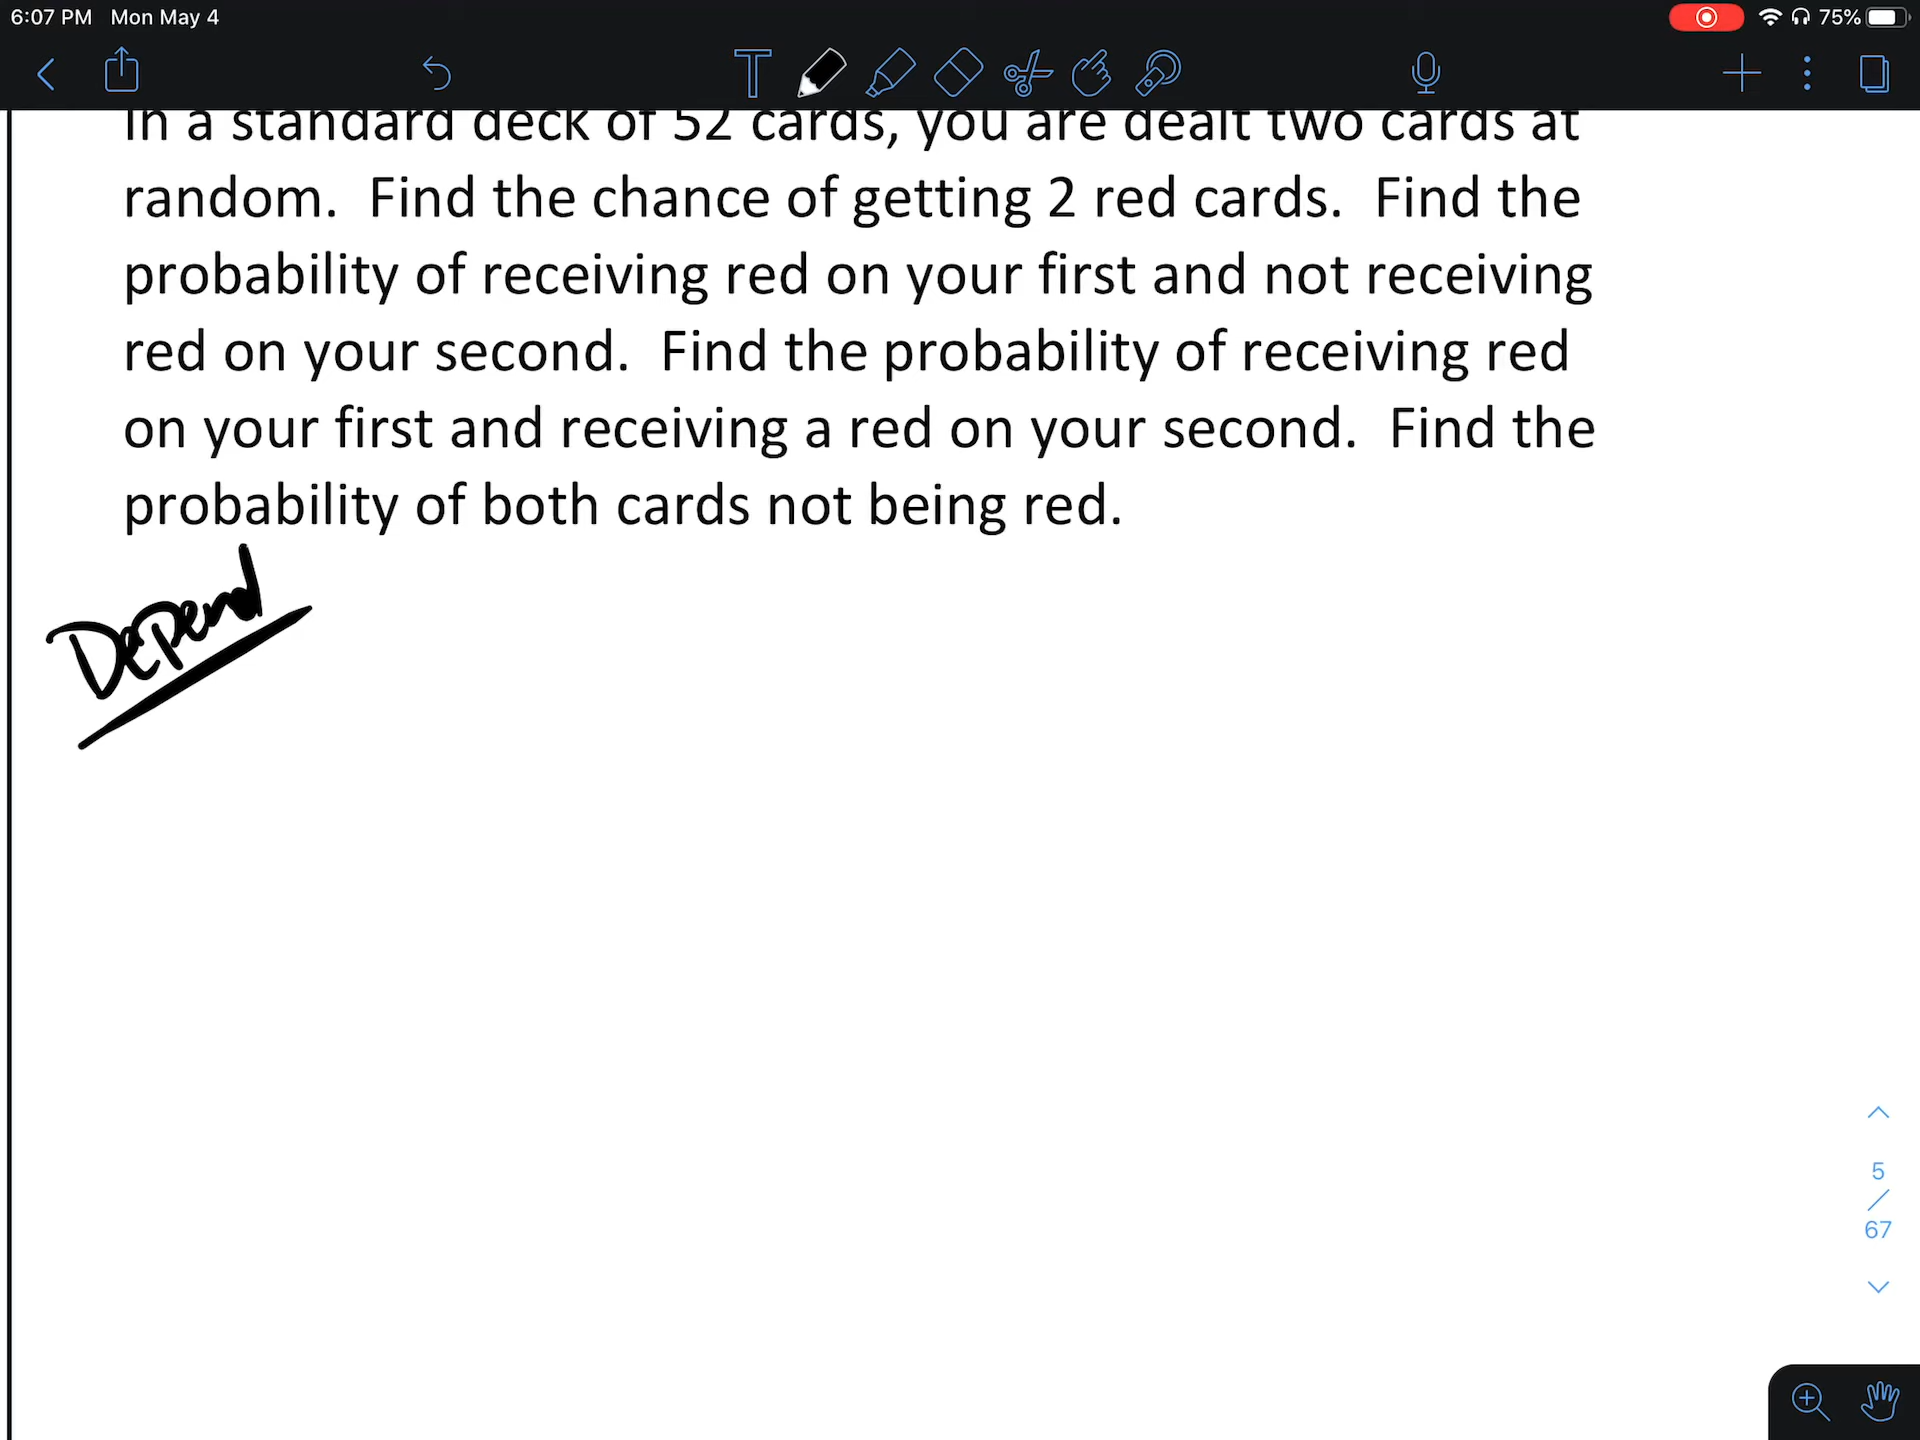 6:07 PM Mon May 4
75%
T
In a standard deck of 52 cards, you are dealt two cards at
random. Find the chance of getting 2 red cards. Find the
probability of receiving red on your first and not receiving
red on your second. Find the probability of receiving red
on your first and receiving a red on your second. Find the
probability of both cards not being red.
Depend
5
/
67